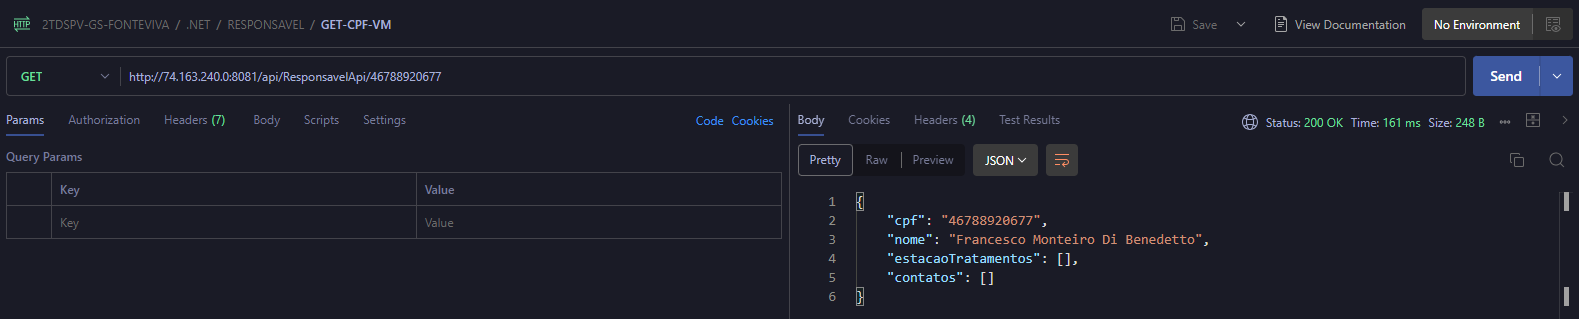 HTTP 2TDSPV-GS-FONTEVIVA / .NET / RESPONSAVEL / GET-CPF-VM
Save
View Documentation
No Environment
GET
http://74.163.240.0:8081/api/ResponsavelApi/46788920677
Send
Params Authorization Headers (7) Body Scripts Settings
Code Cookies
Query Params
Key Value
Key Value
Body Cookies Headers (4) Test Results
Status: 200 OK Time: 161 ms Size: 248 B
Pretty Raw Preview JSON
1 {
2 "cpf": "46788920677",
3 "nome": "Francesco Monteiro Di Benedetto",
4 "estacaoTratamentos": [],
5 "contatos": []
6 }